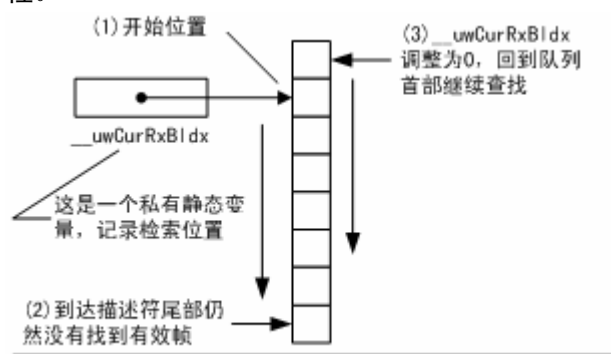 (1)开始位置
(3)__uwCurRxBIdx
调整为0，回到队列
首部继续查找
__uwCurRxBIdx
这是一个私有静态变
量，记录检索位置
(2)到达描述符尾部仍
然没有找到有效帧